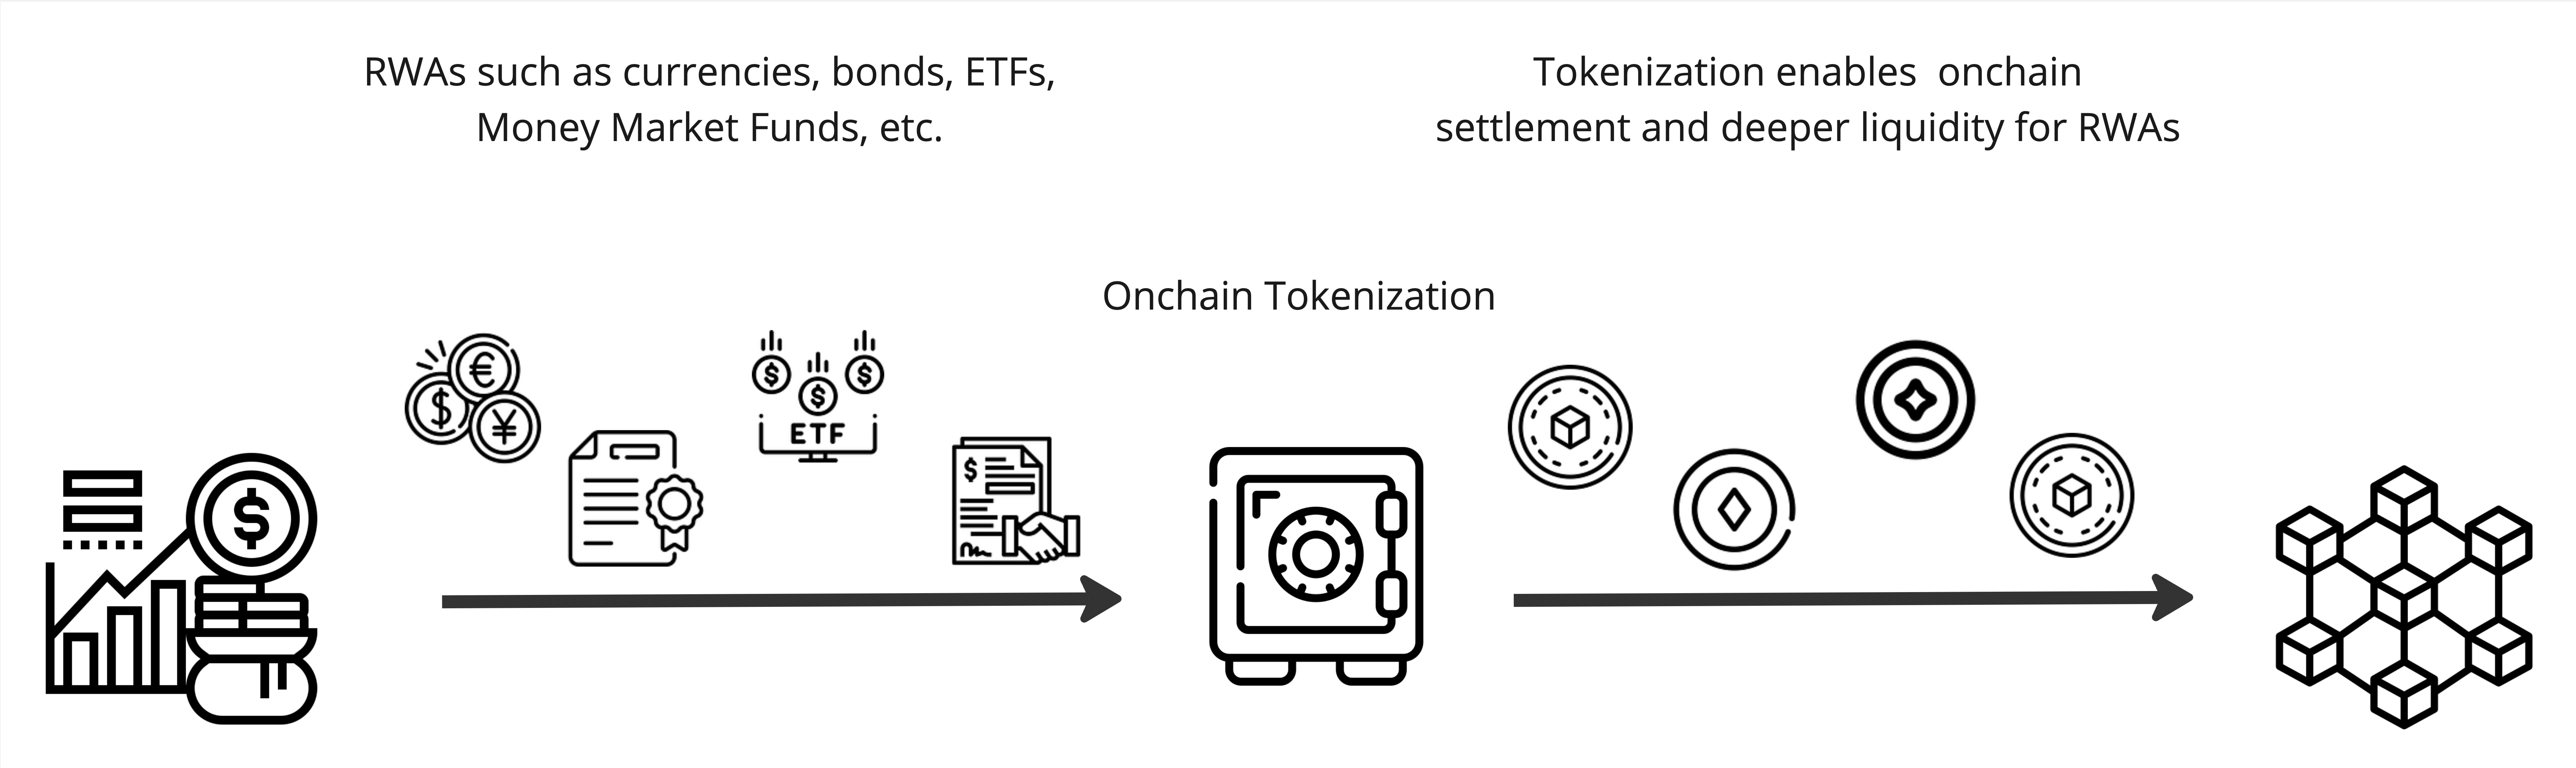 RWAs such as currencies, bonds, ETFs,
Money Market Funds, etc.
Tokenization enables  onchain
settlement and deeper liquidity for RWAs
Onchain Tokenization
€
$
¥
$
$
$
ETF
$
$